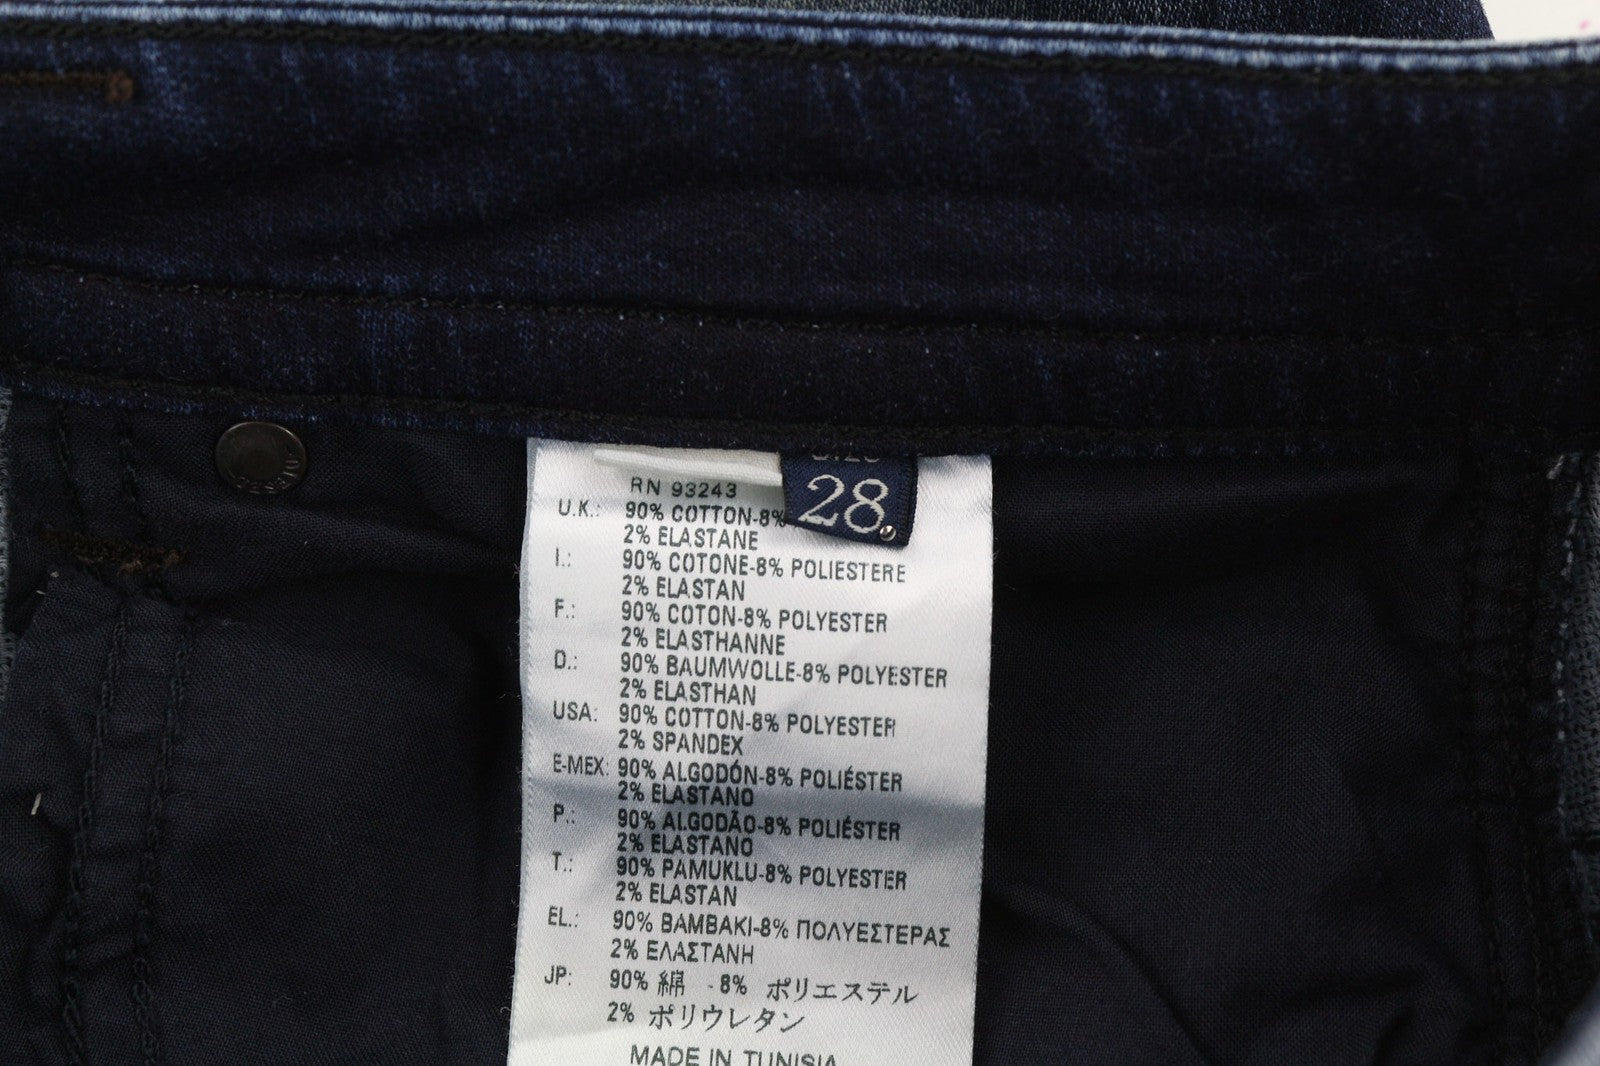 RN 93243
28
U.K.: 90% COTTON-8%
2% ELASTANE
I.: 90% COTONE-8% POLIESTERE
2% ELASTAN
F.: 90% COTON-8% POLYESTER
2% ELASTHANNE
D.: 90% BAUMWOLLE-8% POLYESTER
2% ELASTHAN
USA: 90% COTTON-8% POLYESTER
2% SPANDEX
E-MEX: 90% ALGODÓN-8% POLIÉSTER
2% ELASTANO
P.: 90% ALGODÃO-8% POLIÉSTER
2% ELASTANO
T.: 90% PAMUKLU-8% POLYESTER
2% ELASTAN
EL.: 90% ΒΑΜΒΑΚΙ-8% ΠΟΛΥΕΣΤΕΡΑΣ
2% ΕΛΑΣΤΑΝΗ
JP: 90% 綿 - 8% ポリエステル
2% ポリウレタン
MADE IN TUNISIA